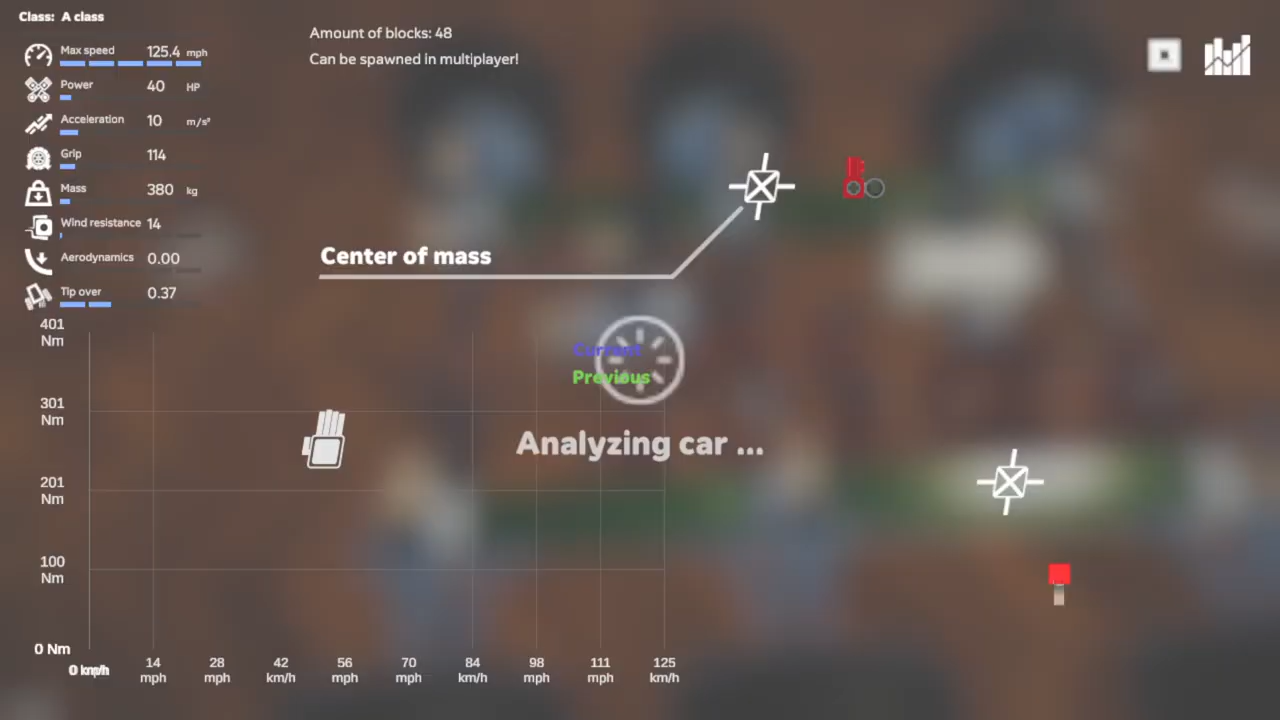 Class: A class
Max speed 125.4 mph
Power 40 HP
Acceleration 10 m/s²
Grip 114
Mass 380 kg
Wind resistance 14
Aerodynamics 0.00
Tip over 0.37
Amount of blocks: 48
Can be spawned in multiplayer!
Center of mass
Current
Previous
Analyzing car ...
401 Nm
301 Nm
201 Nm
100 Nm
0 Nm
14 mph
28 mph
42 km/h
56 mph
70 mph
84 km/h
98 mph
111 mph
125 km/h